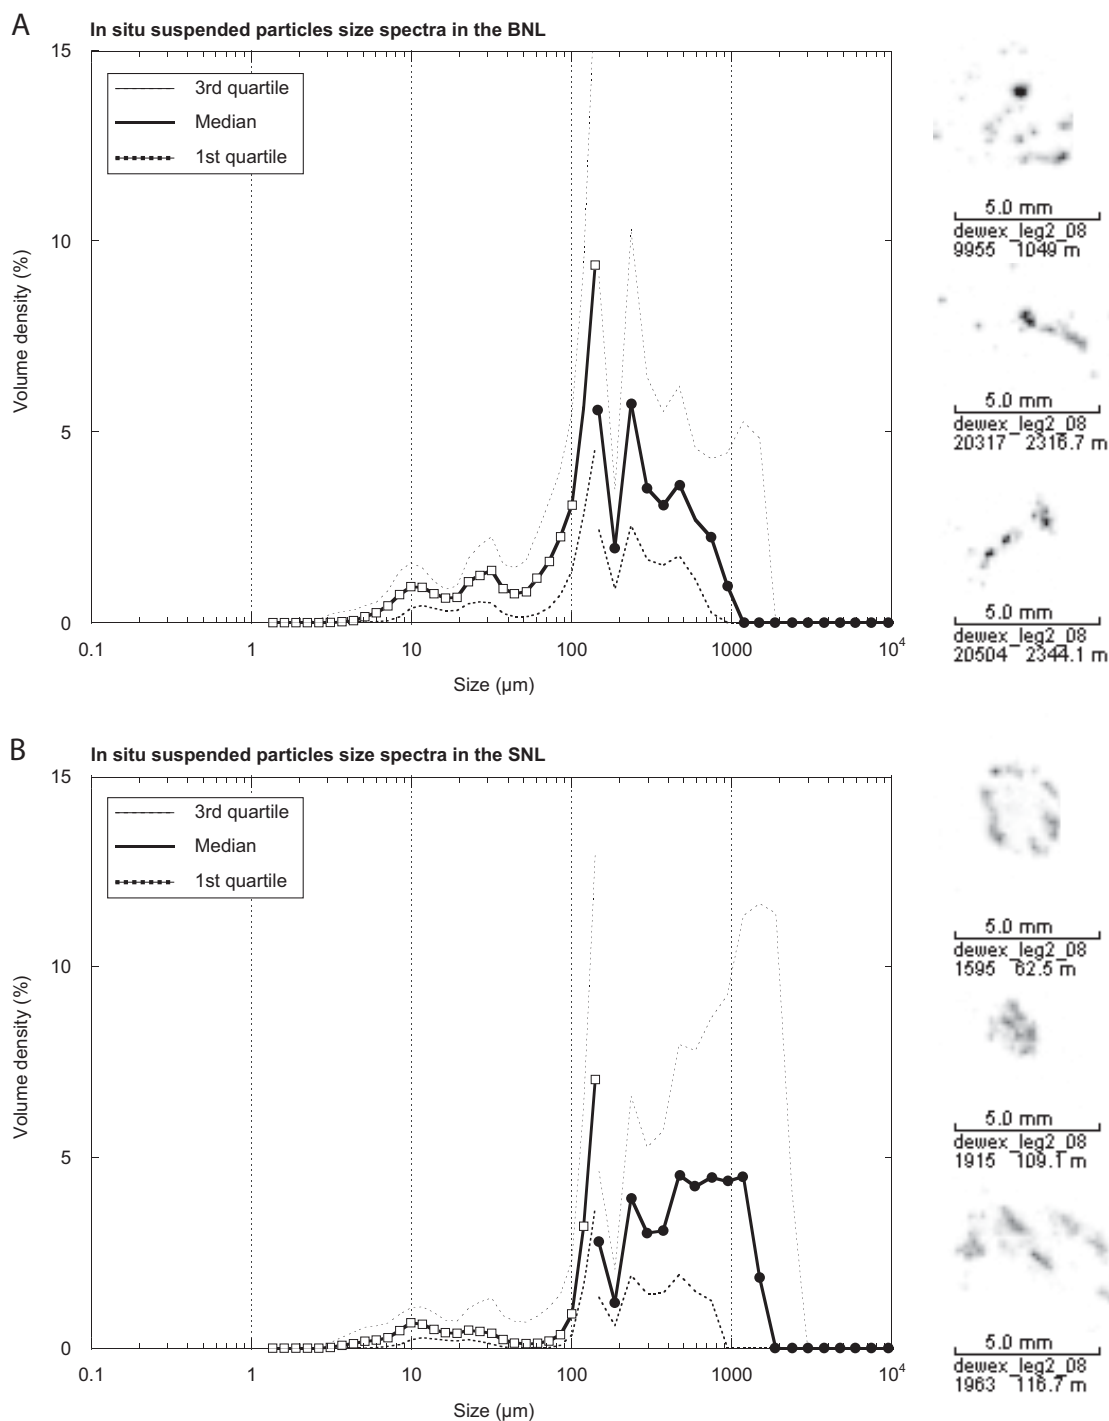 A
In situ suspended particles size spectra in the BNL
15
10
5
0
Volume density (%)
3rd quartile
Median
1st quartile
0.1 1 10 100 1000 10^4
Size (µm)
5.0 mm
dewex_leg2_08
9955 1049 m
5.0 mm
dewex_leg2_08
20317 2316.7 m
5.0 mm
dewex_leg2_08
20504 2344.1 m
B
In situ suspended particles size spectra in the SNL
15
10
5
0
Volume density (%)
3rd quartile
Median
1st quartile
0.1 1 10 100 1000 10^4
Size (µm)
5.0 mm
dewex_leg2_08
1595 62.5 m
5.0 mm
dewex_leg2_08
1915 109.1 m
5.0 mm
dewex_leg2_08
1963 116.7 m